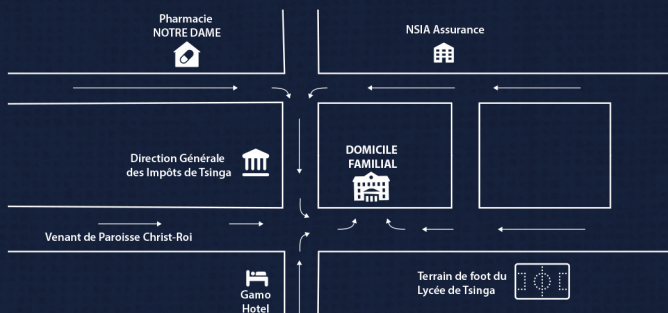 Pharmacie
NOTRE DAME
NSIA Assurance
Direction Générale
des Impôts de Tsinga
DOMICILE
FAMILIAL
Venant de Paroisse Christ-Roi
Gamo
Hotel
Terrain de foot du
Lycée de Tsinga